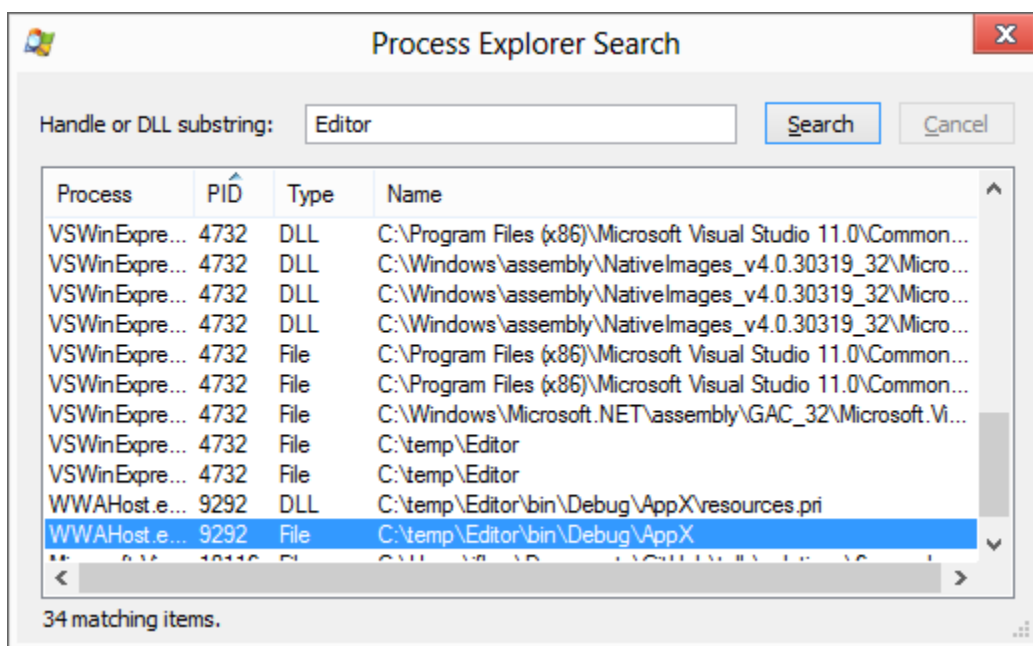 Process Explorer Search
Handle or DLL substring: Editor Search Cancel
Process PID Type Name
VSWinExpre... 4732 DLL C:\Program Files (x86)\Microsoft Visual Studio 11.0\Common...
VSWinExpre... 4732 DLL C:\Windows\assembly\NativeImages_v4.0.30319_32\Micro...
VSWinExpre... 4732 DLL C:\Windows\assembly\NativeImages_v4.0.30319_32\Micro...
VSWinExpre... 4732 DLL C:\Windows\assembly\NativeImages_v4.0.30319_32\Micro...
VSWinExpre... 4732 File C:\Program Files (x86)\Microsoft Visual Studio 11.0\Common...
VSWinExpre... 4732 File C:\Program Files (x86)\Microsoft Visual Studio 11.0\Common...
VSWinExpre... 4732 File C:\Windows\Microsoft.NET\assembly\GAC_32\Microsoft.Vi...
VSWinExpre... 4732 File C:\temp\Editor
VSWinExpre... 4732 File C:\temp\Editor
WWAHost.e... 9292 DLL C:\temp\Editor\bin\Debug\AppX\resources.pri
WWAHost.e... 9292 File C:\temp\Editor\bin\Debug\AppX
34 matching items.